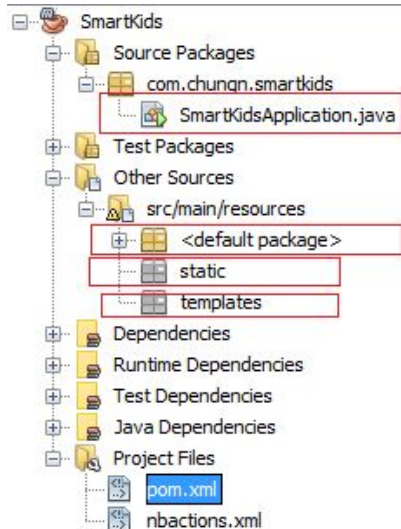 SmartKids
Source Packages
com.chungn.smartkids
SmartKidsApplication.java
Test Packages
Other Sources
src/main/resources
<default package>
static
templates
Dependencies
Runtime Dependencies
Test Dependencies
Java Dependencies
Project Files
pom.xml
nbactions.xml